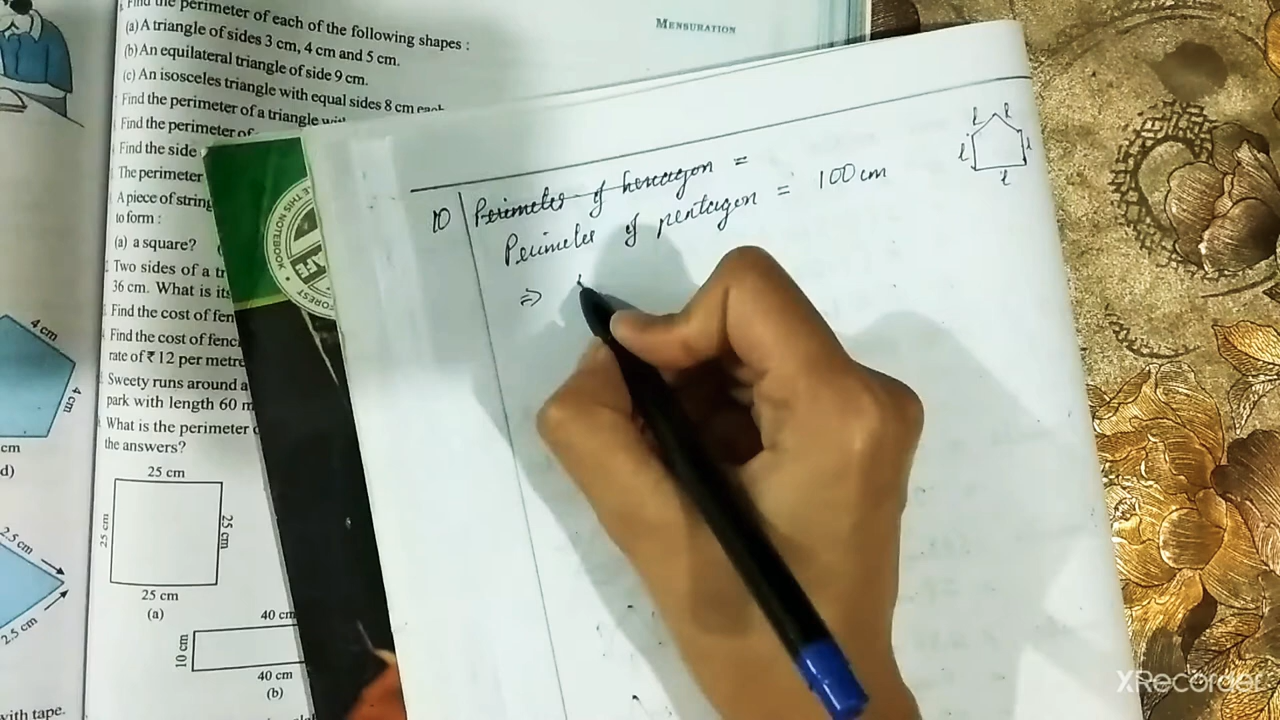 Find the perimeter of each of the following shapes :
(a) A triangle of sides 3 cm, 4 cm and 5 cm.
(b) An equilateral triangle of side 9 cm.
(c) An isosceles triangle with equal sides 8 cm each
Find the perimeter of a triangle
Find the perimeter of
Find the side
The perimeter
A piece of string
to form :
(a) a square?
Two sides of a
36 cm. What is its
Find the cost of
Find the cost of
rate of ₹ 12 per metre
Sweety runs around a
park with length 60
What is the perimeter
the answers?
25 cm
25 cm
25 cm
25 cm
(a)
40 cm
10 cm
40 cm
(b)
4 cm
4 cm
cm
d)
2.5 cm
2.5 cm
with tape.
MENSURATION
THIS NOTEBOOK
10 Perimeter of hexagon =
Perimeter of pentagon = 100 cm
⇒
l l
l l
l
XRecorder